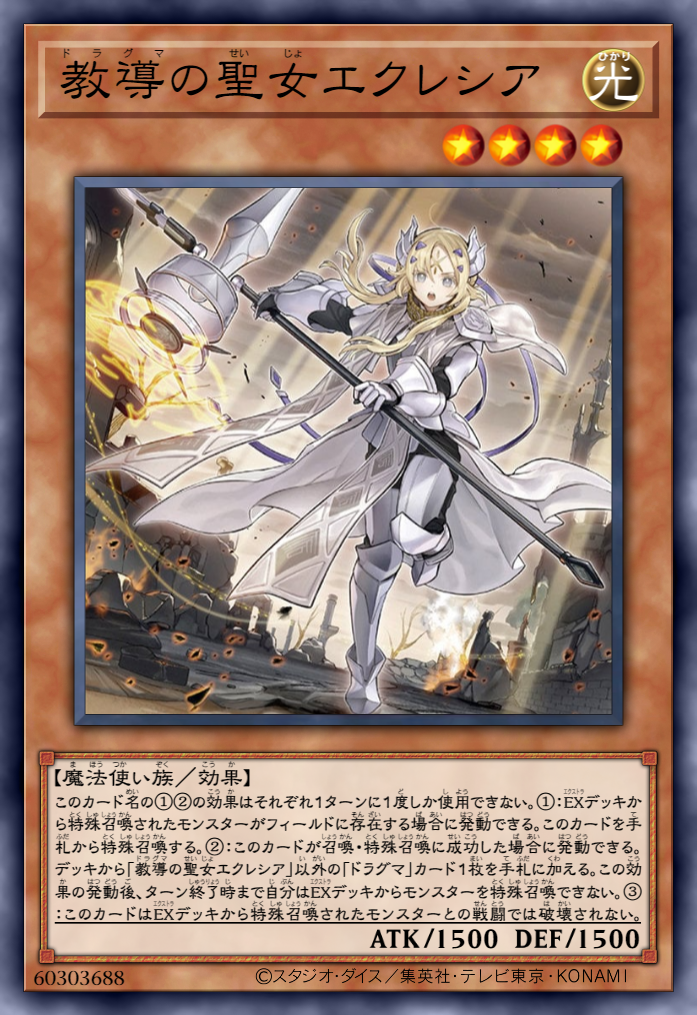 教導の聖女エクレシア
ドラグマ せいじょ
光
ひかり
【魔法使い族／効果】
このカード名の①②の効果はそれぞれ1ターンに1度しか使用できない。①：EXデッキか
ら特殊召喚されたモンスターがフィールドに存在する場合に発動できる。このカードを手
札から特殊召喚する。②：このカードが召喚・特殊召喚に成功した場合に発動できる。
デッキから「教導の聖女エクレシア」以外の「ドラグマ」カード1枚を手札に加える。この効
果の発動後、ターン終了時まで自分はEXデッキからモンスターを特殊召喚できない。③
：このカードはEXデッキから特殊召喚されたモンスターとの戦闘では破壊されない。
ATK/1500 DEF/1500
60303688 ©スタジオ・ダイス／集英社・テレビ東京・KONAMI